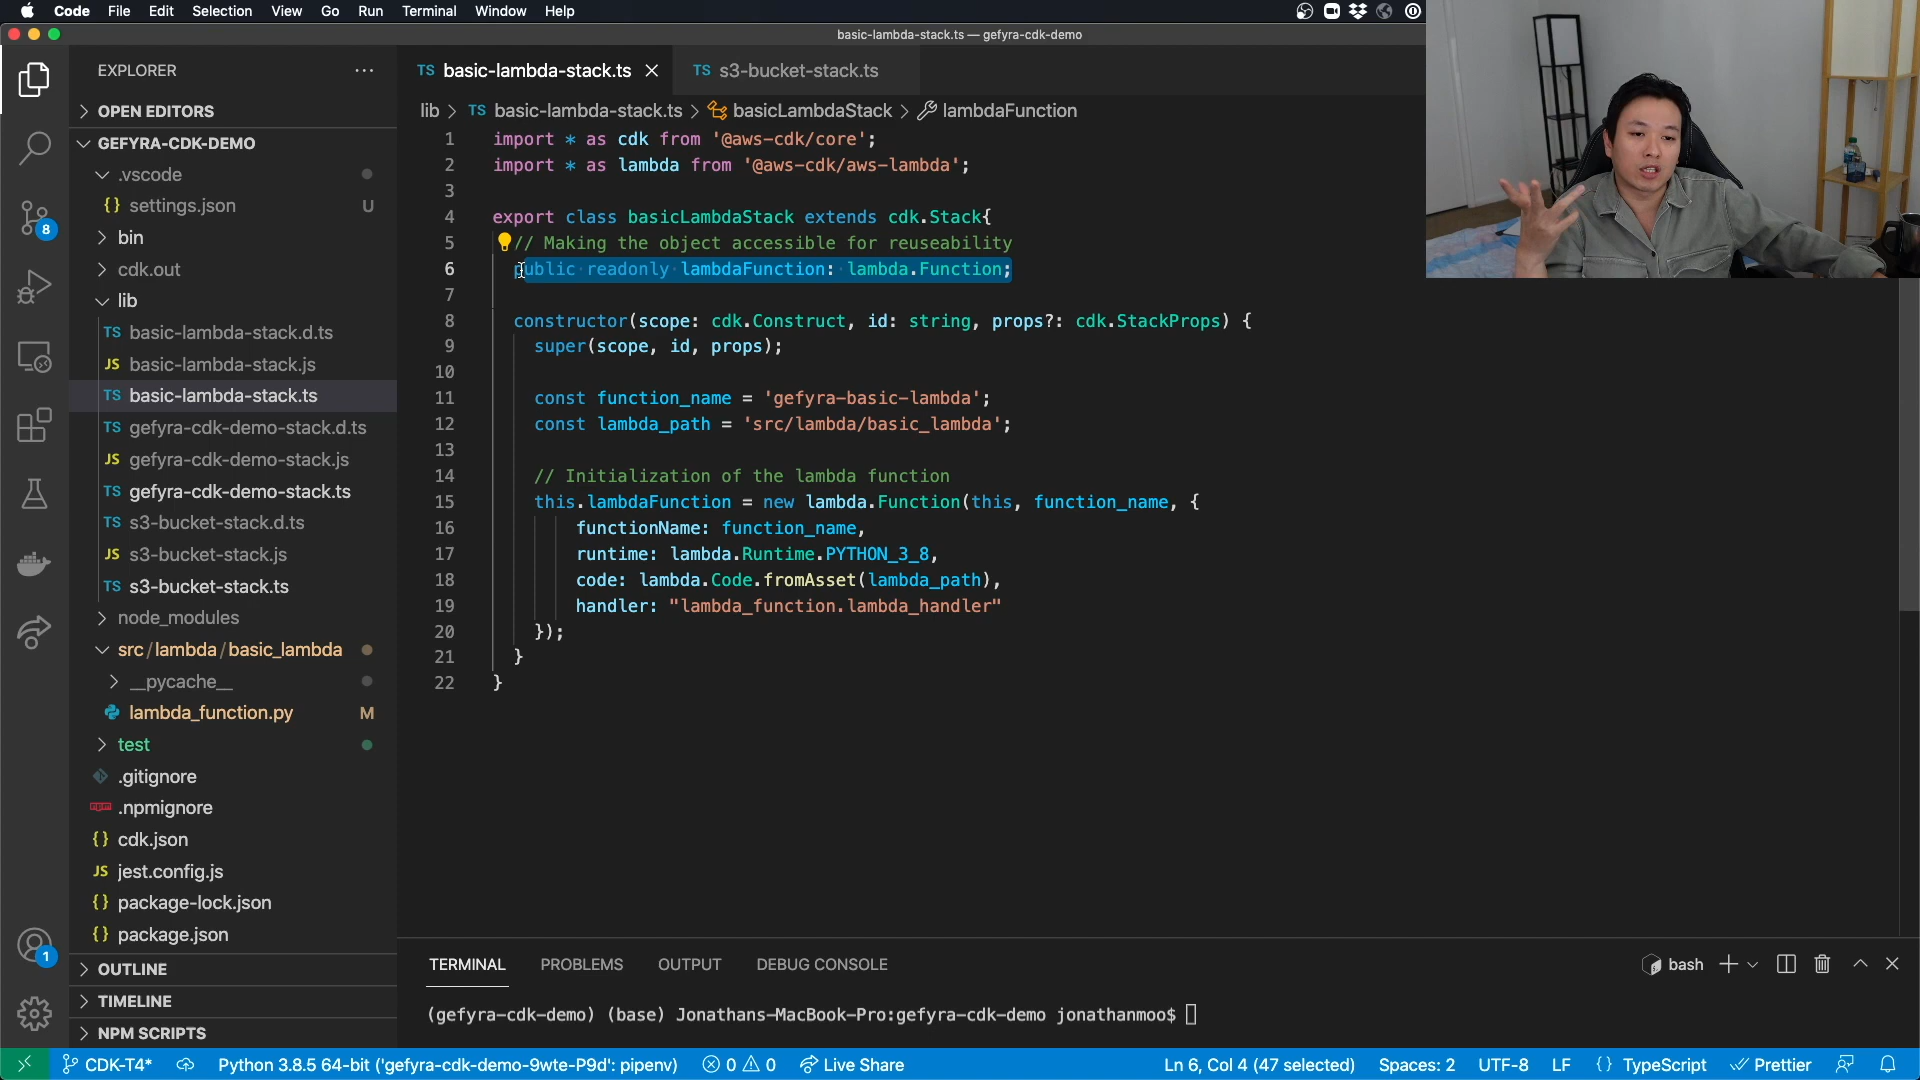 Code File Edit Selection View Go Run Terminal Window Help
basic-lambda-stack.ts — gefyra-cdk-demo
EXPLORER
OPEN EDITORS
GEFYRA-CDK-DEMO
.vscode
{} settings.json U
bin
cdk.out
lib
TS basic-lambda-stack.d.ts
JS basic-lambda-stack.js
TS basic-lambda-stack.ts
TS gefyra-cdk-demo-stack.d.ts
JS gefyra-cdk-demo-stack.js
TS gefyra-cdk-demo-stack.ts
TS s3-bucket-stack.d.ts
JS s3-bucket-stack.js
TS s3-bucket-stack.ts
node_modules
src/lambda/basic_lambda
__pycache__
lambda_function.py M
test
.gitignore
.npmignore
{} cdk.json
JS jest.config.js
{} package-lock.json
{} package.json
OUTLINE
TIMELINE
NPM SCRIPTS
8
1
TS basic-lambda-stack.ts
TS s3-bucket-stack.ts
lib > TS basic-lambda-stack.ts > basicLambdaStack > lambdaFunction
1 import * as cdk from '@aws-cdk/core';
2 import * as lambda from '@aws-cdk/aws-lambda';
3
4 export class basicLambdaStack extends cdk.Stack{
5 // Making the object accessible for reuseability
6 public readonly lambdaFunction: lambda.Function;
7
8 constructor(scope: cdk.Construct, id: string, props?: cdk.StackProps) {
9 super(scope, id, props);
10
11 const function_name = 'gefyra-basic-lambda';
12 const lambda_path = 'src/lambda/basic_lambda';
13
14 // Initialization of the lambda function
15 this.lambdaFunction = new lambda.Function(this, function_name, {
16 functionName: function_name,
17 runtime: lambda.Runtime.PYTHON_3_8,
18 code: lambda.Code.fromAsset(lambda_path),
19 handler: "lambda_function.lambda_handler"
20 });
21 }
22 }
TERMINAL PROBLEMS OUTPUT DEBUG CONSOLE bash
(gefyra-cdk-demo) (base) Jonathans-MacBook-Pro:gefyra-cdk-demo jonathanmoo$
CDK-T4* Python 3.8.5 64-bit ('gefyra-cdk-demo-9wte-P9d': pipenv) 0 0 Live Share Ln 6, Col 4 (47 selected) Spaces: 2 UTF-8 LF {} TypeScript Prettier